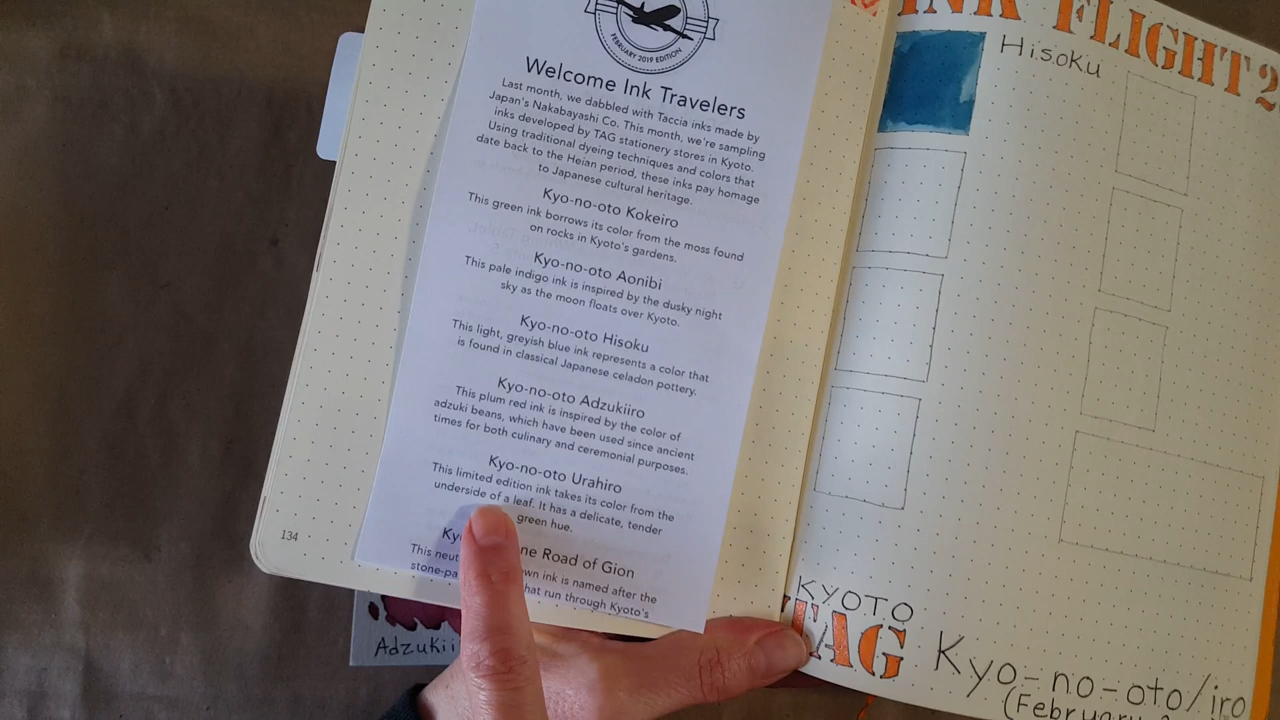 FEBRUARY 2019 EDITION
Welcome Ink Travelers
Last month, we dabbled with Taccia inks made by
Japan's Nakabayashi Co. This month, we're sampling
inks developed by TAG stationery stores in Kyoto.
Using traditional dyeing techniques and colors that
date back to the Heian period, these inks pay homage
to Japanese cultural heritage.
Kyo-no-oto Kokeiro
This green ink borrows its color from the moss found
on rocks in Kyoto's gardens.
Kyo-no-oto Aonibi
This pale indigo ink is inspired by the dusky night
sky as the moon floats over Kyoto.
Kyo-no-oto Hisoku
This light, greyish blue ink represents a color that
is found in classical Japanese celadon pottery.
Kyo-no-oto Adzukiiro
This plum red ink is inspired by the color of
adzuki beans, which have been used since ancient
times for both culinary and ceremonial purposes.
Kyo-no-oto Urahiro
This limited edition ink takes its color from the
underside of a leaf. It has a delicate, tender
green hue.
Ky ne Road of Gion
This neut own ink is named after the
stone-pa hat run through Kyoto's
134
Adzukii
INK FLIGHT 2
Hisoku
KYOTO
TAG
Kyo-no-oto/iro
(February